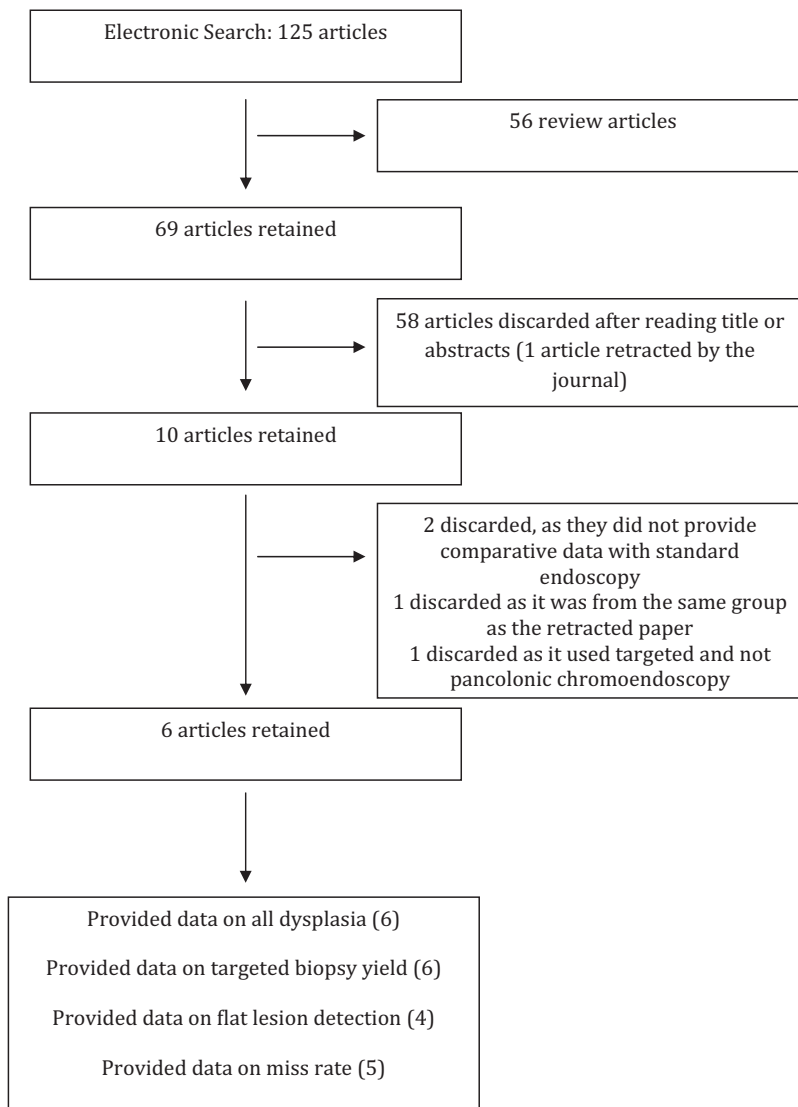 Electronic Search: 125 articles
56 review articles
69 articles retained
58 articles discarded after reading title or
abstracts (1 article retracted by the
journal)
10 articles retained
2 discarded, as they did not provide
comparative data with standard
endoscopy
1 discarded as it was from the same group
as the retracted paper
1 discarded as it used targeted and not
pancolonic chromoendoscopy
6 articles retained
Provided data on all dysplasia (6)
Provided data on targeted biopsy yield (6)
Provided data on flat lesion detection (4)
Provided data on miss rate (5)